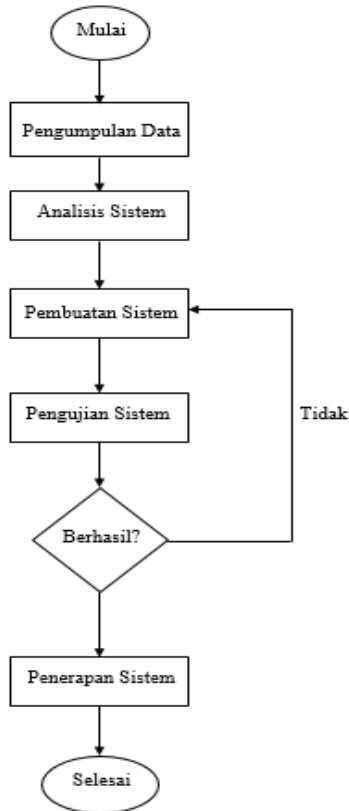 Mulai
Pengumpulan Data
Analisis Sistem
Pembuatan Sistem
Pengujian Sistem
Tidak
Berhasil?
Penerapan Sistem
Selesai